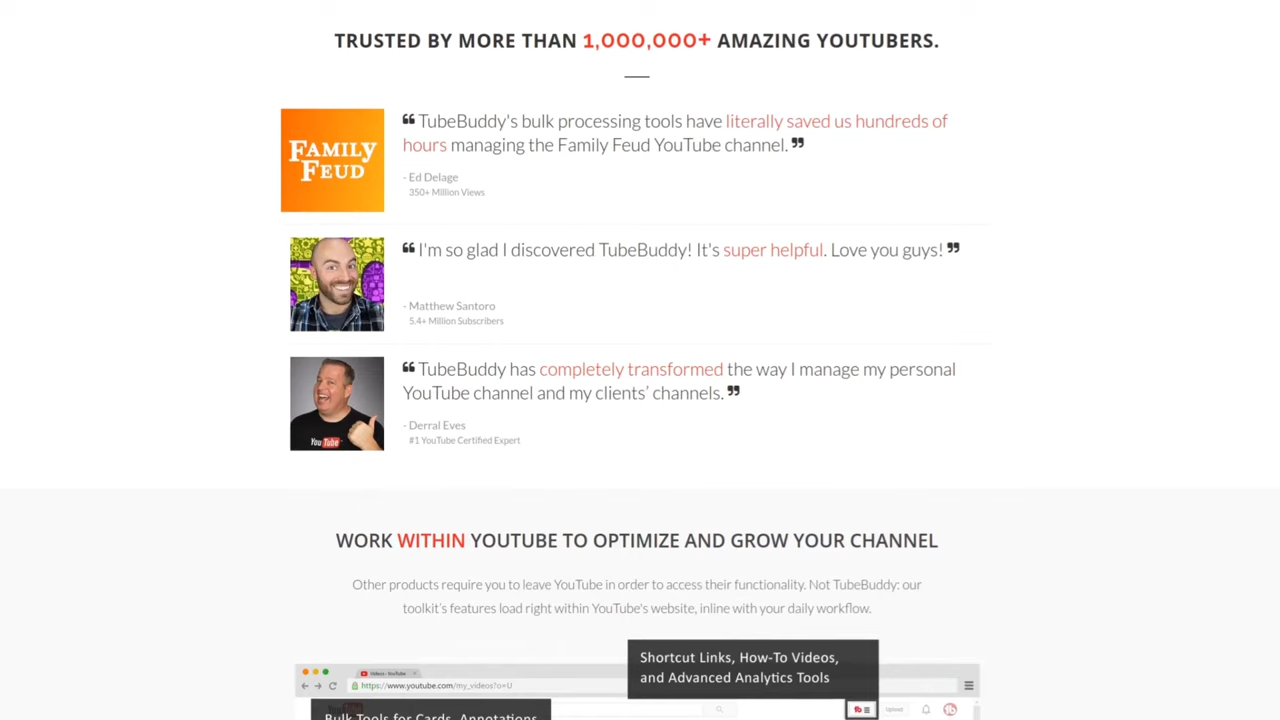 TRUSTED BY MORE THAN 1,000,000+ AMAZING YOUTUBERS.
FAMILY
FEUD
❝ TubeBuddy's bulk processing tools have literally saved us hundreds of
hours managing the Family Feud YouTube channel. ❞
- Ed Delage
350+ Million Views
❝ I'm so glad I discovered TubeBuddy! It's super helpful. Love you guys! ❞
- Matthew Santoro
5.4+ Million Subscribers
❝ TubeBuddy has completely transformed the way I manage my personal
YouTube channel and my clients’ channels. ❞
- Derral Eves
#1 YouTube Certified Expert
YouTube
WORK WITHIN YOUTUBE TO OPTIMIZE AND GROW YOUR CHANNEL
Other products require you to leave YouTube in order to access their functionality. Not TubeBuddy: our
toolkit’s features load right within YouTube's website, inline with your daily workflow.
Shortcut Links, How-To Videos,
and Advanced Analytics Tools
Videos - YouTube
https://www.youtube.com/my_videos?o=U
Bulk Tools for Cards, Annotations
tb
Upload
tb